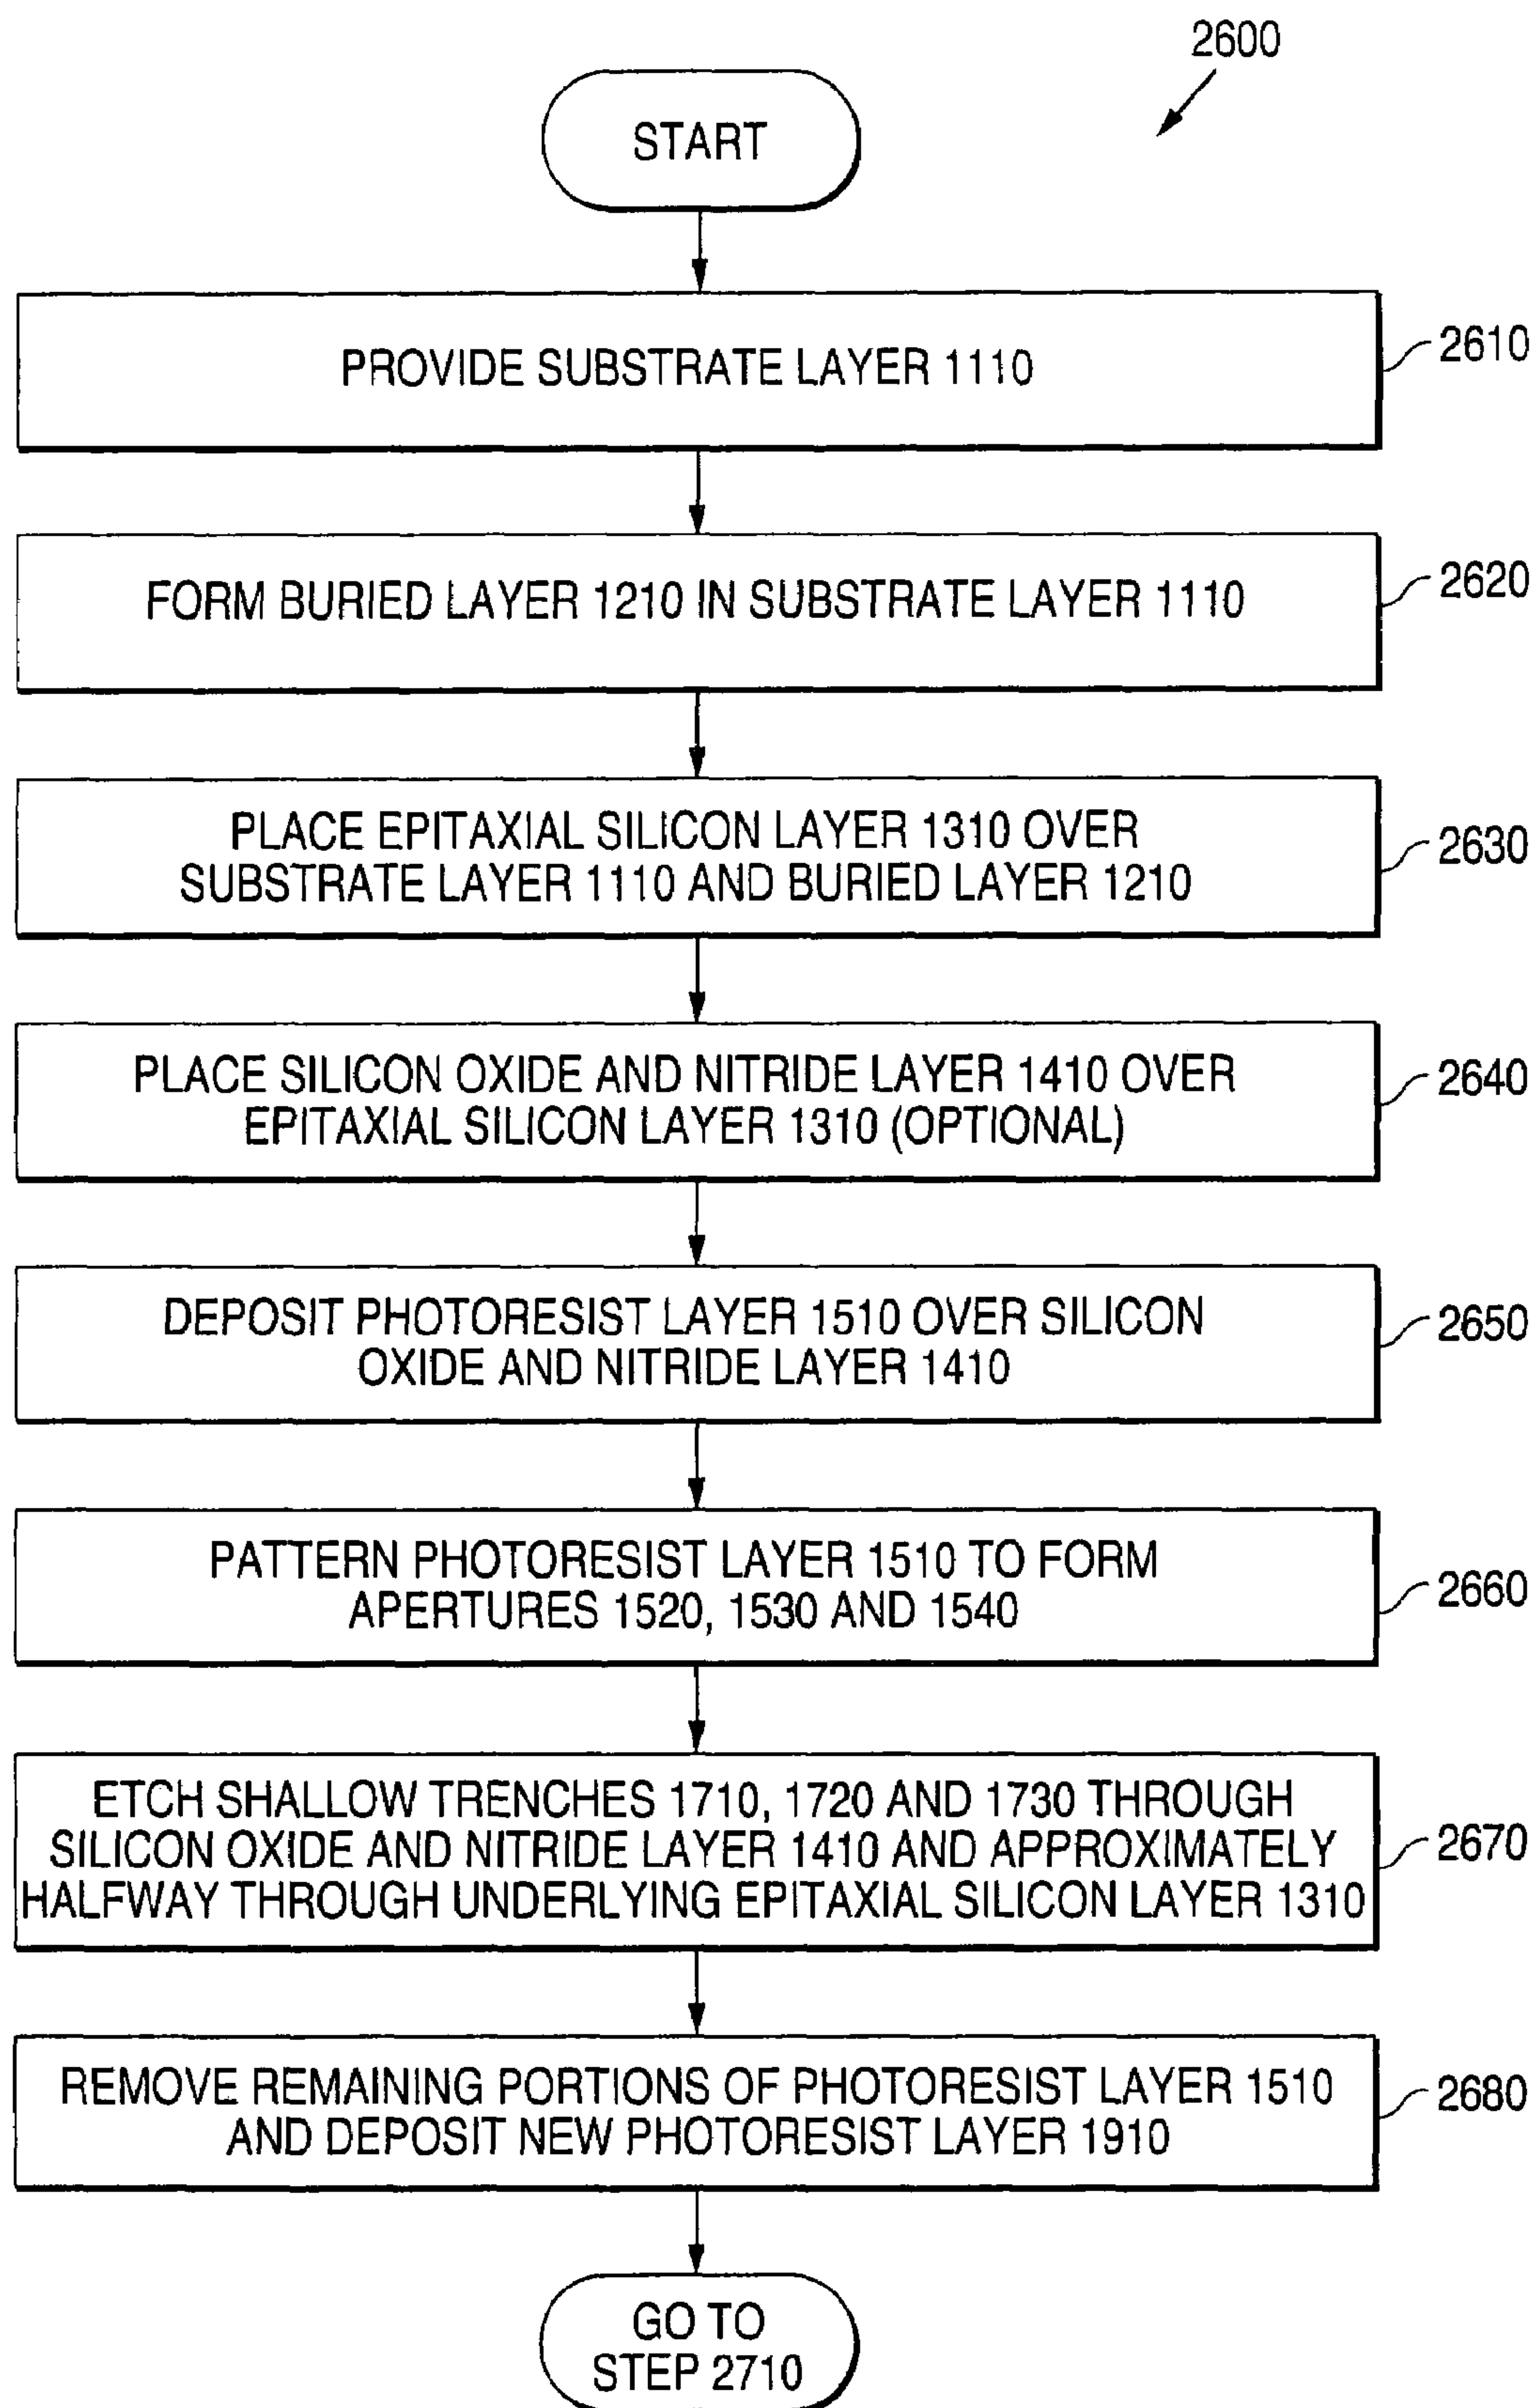 2600
START
PROVIDE SUBSTRATE LAYER 1110
2610
FORM BURIED LAYER 1210 IN SUBSTRATE LAYER 1110
2620
PLACE EPITAXIAL SILICON LAYER 1310 OVER
SUBSTRATE LAYER 1110 AND BURIED LAYER 1210
2630
PLACE SILICON OXIDE AND NITRIDE LAYER 1410 OVER
EPITAXIAL SILICON LAYER 1310 (OPTIONAL)
2640
DEPOSIT PHOTORESIST LAYER 1510 OVER SILICON
OXIDE AND NITRIDE LAYER 1410
2650
PATTERN PHOTORESIST LAYER 1510 TO FORM
APERTURES 1520, 1530 AND 1540
2660
ETCH SHALLOW TRENCHES 1710, 1720 AND 1730 THROUGH
SILICON OXIDE AND NITRIDE LAYER 1410 AND APPROXIMATELY
HALFWAY THROUGH UNDERLYING EPITAXIAL SILICON LAYER 1310
2670
REMOVE REMAINING PORTIONS OF PHOTORESIST LAYER 1510
AND DEPOSIT NEW PHOTORESIST LAYER 1910
2680
GO TO
STEP 2710